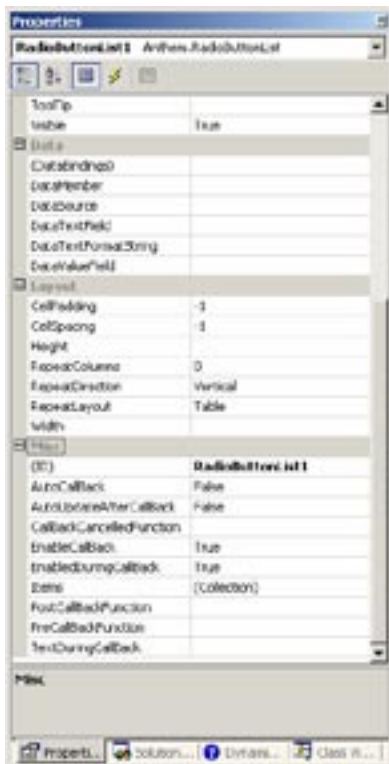 Properties
RadioButtonList1 Anthem.RadioButtonList
ToolTip
Visible True
Data
(DataBindings)
DataMember
DataSource
DataTextField
DataTextFormatString
DataValueField
Layout
CellPadding -1
CellSpacing -1
Height
RepeatColumns 0
RepeatDirection Vertical
RepeatLayout Table
Width
Misc
(ID) RadioButtonList1
AutoCallBack False
AutoUpdateAfterCallBack False
CallBackCancelledFunction
EnableCallBack True
EnabledDuringCallBack True
Items (Collection)
PostCallBackFunction
PreCallBackFunction
TextDuringCallBack
Misc
Properti... Solution... Dynami... Class V...